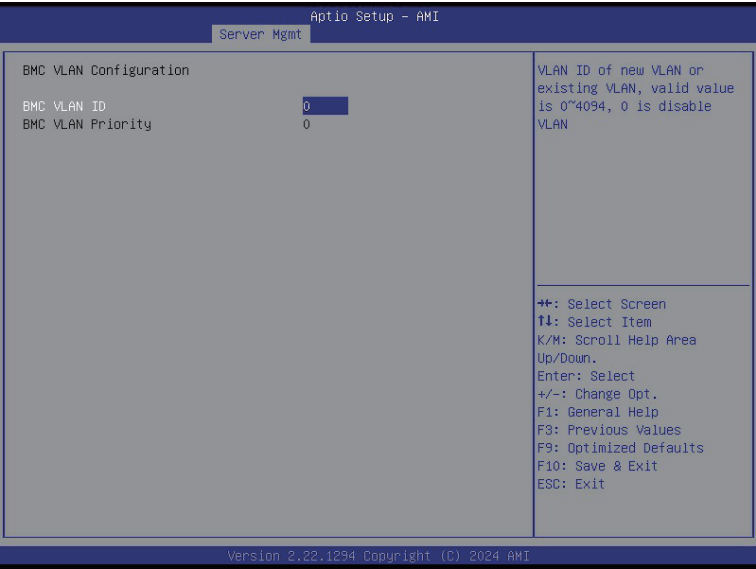 Aptio Setup – AMI
Server Mgmt
BMC VLAN Configuration
BMC VLAN ID 0
BMC VLAN Priority 0
VLAN ID of new VLAN or
existing VLAN, valid value
is 0~4094, 0 is disable
VLAN
→←: Select Screen
↑↓: Select Item
K/M: Scroll Help Area
Up/Down.
Enter: Select
+/-: Change Opt.
F1: General Help
F3: Previous Values
F9: Optimized Defaults
F10: Save & Exit
ESC: Exit
Version 2.22.1294 Copyright (C) 2024 AMI